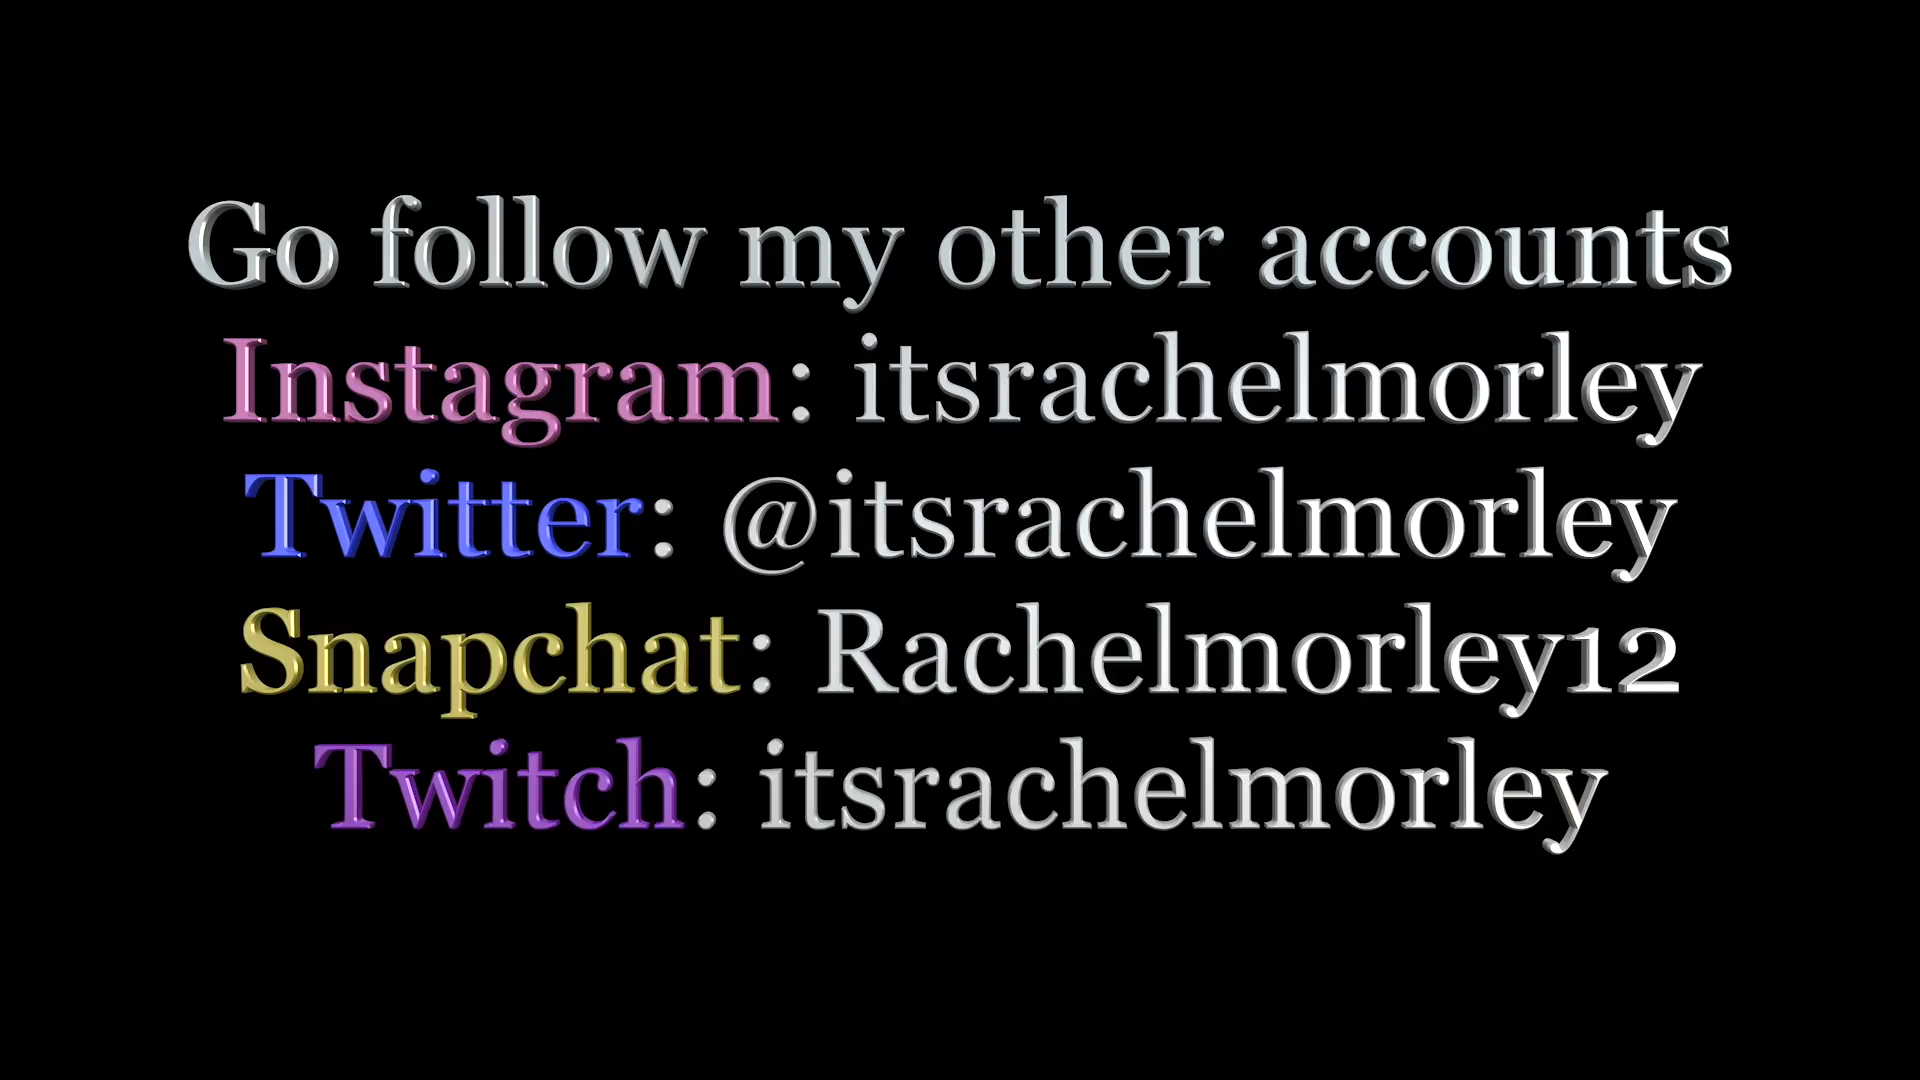 Go follow my other accounts
Instagram: itsrachelmorley
Twitter: @itsrachelmorley
Snapchat: Rachelmorley12
Twitch: itsrachelmorley